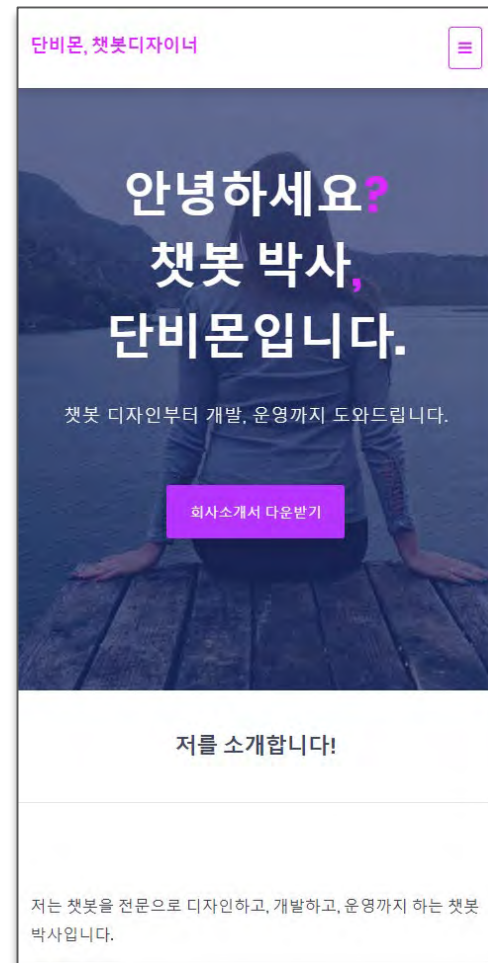 단비몬, 챗봇디자이너
안녕하세요?
챗봇 박사,
단비몬입니다.
챗봇 디자인부터 개발, 운영까지 도와드립니다.
회사소개서 다운받기
저를 소개합니다!
저는 챗봇을 전문으로 디자인하고, 개발하고, 운영까지 하는 챗봇
박사입니다.